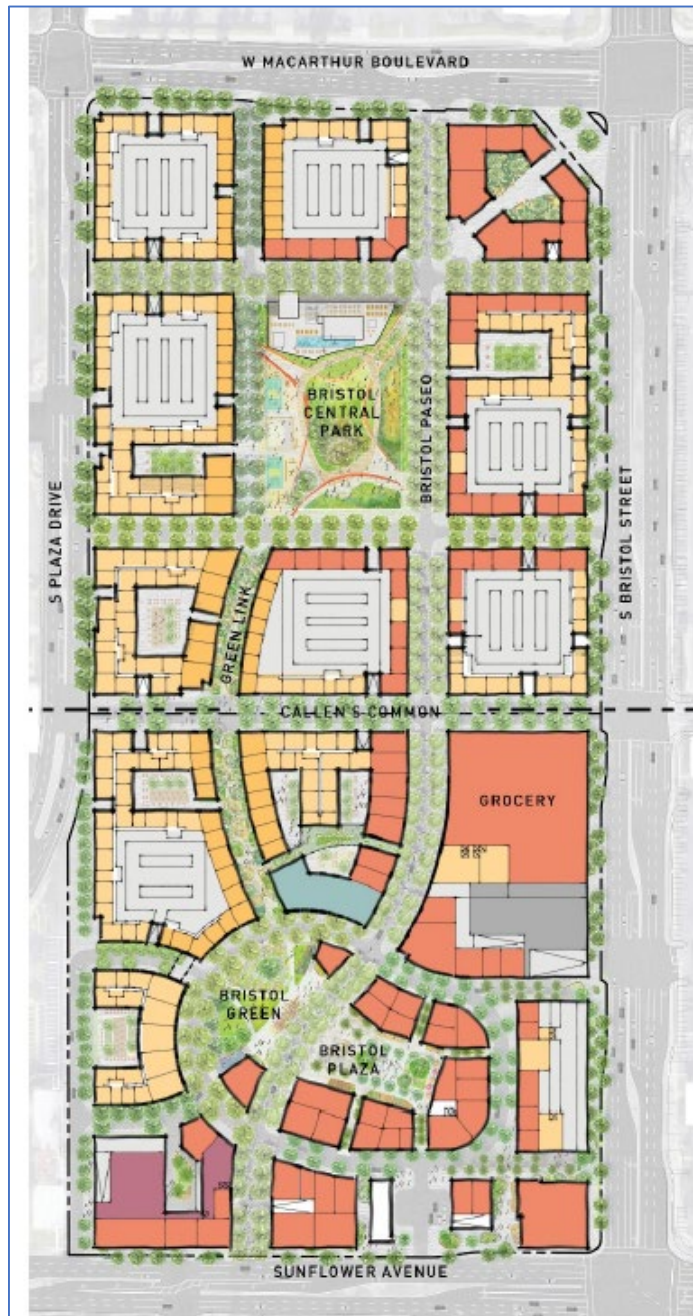 W MACARTHUR BOULEVARD
BRISTOL
CENTRAL
PARK
BRISTOL PASEO
S PLAZA DRIVE
S BRISTOL STREET
GREEN LINK
CALLEN'S COMMON
GROCERY
BRISTOL
GREEN
BRISTOL
PLAZA
SUNFLOWER AVENUE